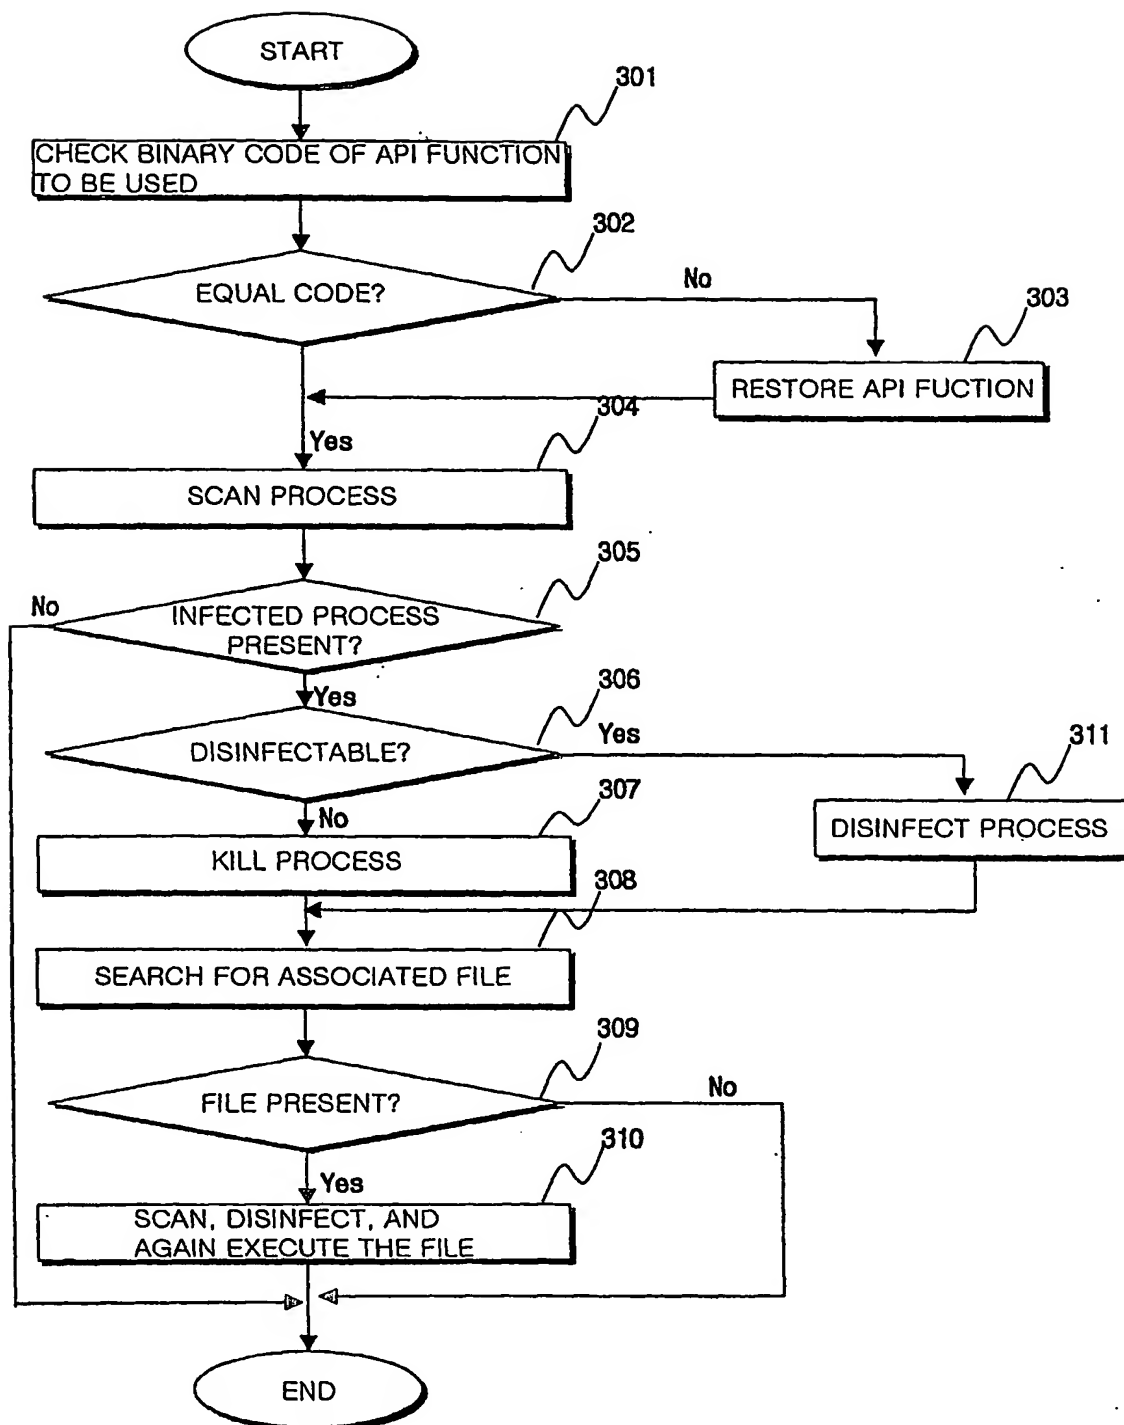 START
301
CHECK BINARY CODE OF API FUNCTION
TO BE USED
302
EQUAL CODE?
No
303
RESTORE API FUCTION
304
Yes
SCAN PROCESS
305
No
INFECTED PROCESS
PRESENT?
Yes
306
DISINFECTABLE?
Yes
311
DISINFECT PROCESS
307
No
KILL PROCESS
308
SEARCH FOR ASSOCIATED FILE
309
FILE PRESENT?
No
310
Yes
SCAN, DISINFECT, AND
AGAIN EXECUTE THE FILE
END